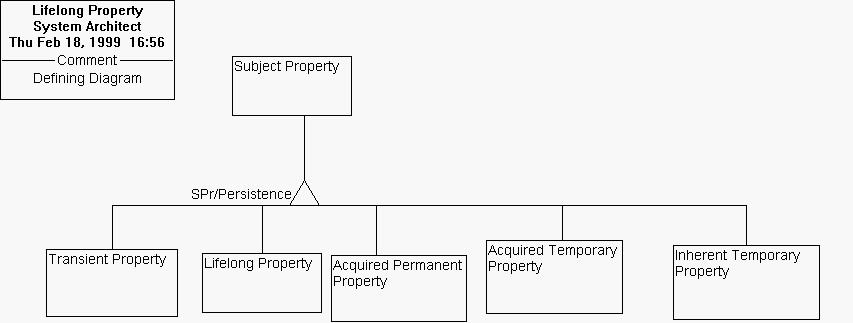 Lifelong Property
System Architect
Thu Feb 18, 1999  16:56
Comment
Defining Diagram
Subject Property
SPr/Persistence
Transient Property
Lifelong Property
Acquired Permanent
Property
Acquired Temporary
Property
Inherent Temporary
Property